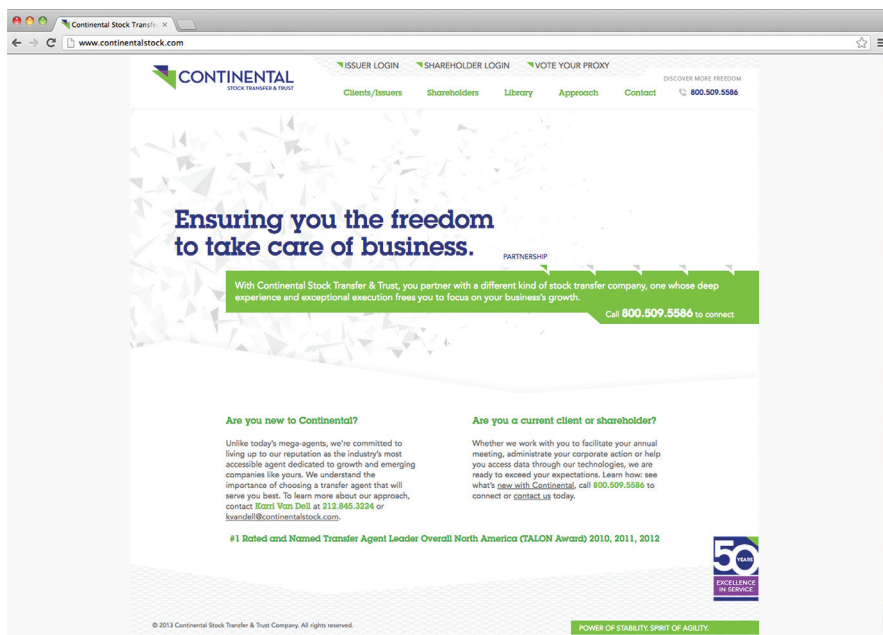 Continental Stock Transfer
www.continentalstock.com
ISSUER LOGIN SHAREHOLDER LOGIN VOTE YOUR PROXY
CONTINENTAL
STOCK TRANSFER & TRUST
DISCOVER MORE FREEDOM
Clients/Issuers Shareholders Library Approach Contact 800.509.5586
Ensuring you the freedom
to take care of business.
PARTNERSHIP
With Continental Stock Transfer & Trust, you partner with a different kind of stock transfer company, one whose deep
experience and exceptional execution frees you to focus on your business's growth.
Call 800.509.5586 to connect
Are you new to Continental?
Unlike today's mega-agents, we're committed to
living up to our reputation as the industry's most
accessible agent dedicated to growth and emerging
companies like yours. We understand the
importance of choosing a transfer agent that will
serve you best. To learn more about our approach,
contact Karri Van Dell at 212.845.3224 or
kvandell@continentalstock.com.
Are you a current client or shareholder?
Whether we work with you to facilitate your annual
meeting, administrate your corporate action or help
you access data through our technologies, we are
ready to exceed your expectations. Learn how: see
what's new with Continental, call 800.509.5586 to
connect or contact us today.
#1 Rated and Named Transfer Agent Leader Overall North America (TALON Award) 2010, 2011, 2012
50
YEARS
EXCELLENCE
IN SERVICE
© 2013 Continental Stock Transfer & Trust Company. All rights reserved.
POWER OF STABILITY. SPIRIT OF AGILITY.